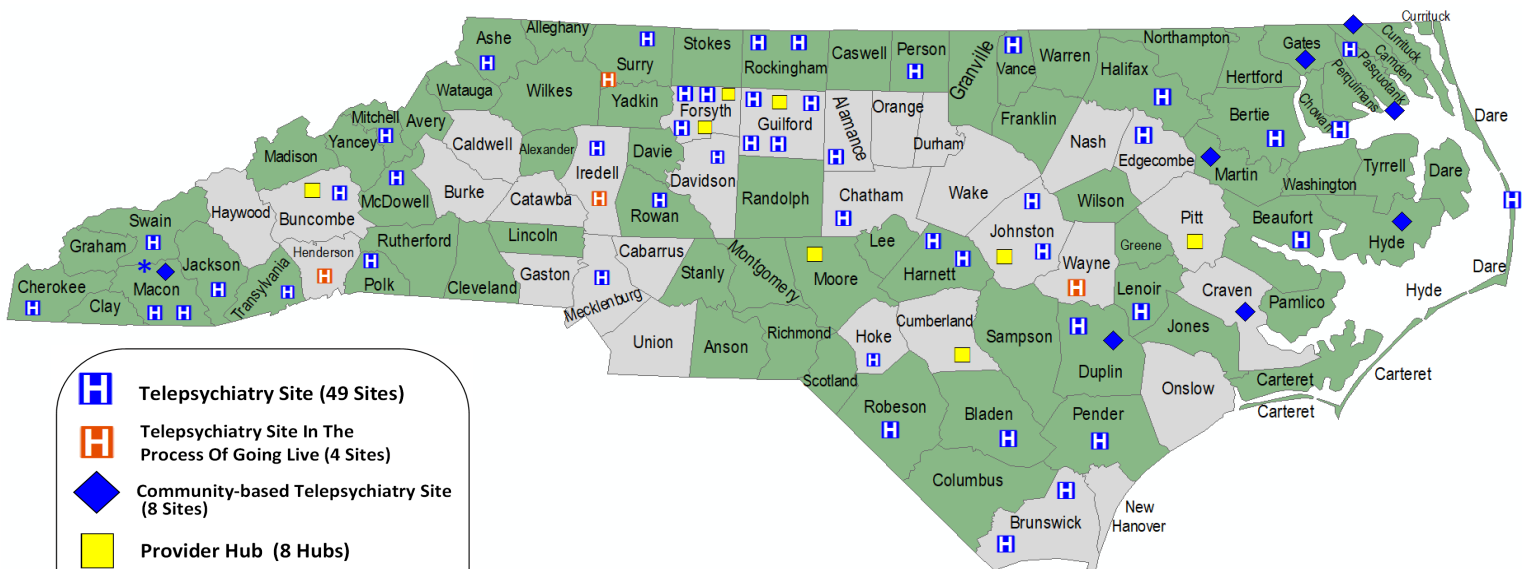 Currituck
Ashe
Alleghany
Surry
Stokes
Rockingham
Caswell
Person
Granville
Vance
Warren
Northampton
Halifax
Gates
Hertford
Currituck
Camden
Pasquotank
Perquimans
Chowan
Bertie
Watauga
Wilkes
Yadkin
Forsyth
Guilford
Alamance
Orange
Durham
Franklin
Nash
Edgecombe
Martin
Dare
Mitchell
Avery
Yancey
Madison
Caldwell
Alexander
Iredell
Davie
Davidson
Randolph
Chatham
Wake
Wilson
Washington
Tyrrell
Dare
Buncombe
McDowell
Burke
Catawba
Rowan
Haywood
Swain
Graham
Jackson
Henderson
Rutherford
Lincoln
Cabarrus
Lee
Johnston
Pitt
Beaufort
Hyde
Greene
Wayne
Dare
Hyde
Cherokee
Clay
*
Macon
Transylvania
Polk
Cleveland
Gaston
Mecklenburg
Stanly
Montgomery
Moore
Harnett
Lenoir
Craven
Pamlico
Jones
Union
Anson
Richmond
Hoke
Cumberland
Sampson
Duplin
Onslow
Carteret
Carteret
Carteret
Scotland
Robeson
Bladen
Pender
Columbus
Brunswick
New
Hanover
H Telepsychiatry Site (49 Sites)
H Telepsychiatry Site In The
Process Of Going Live (4 Sites)
Community-based Telepsychiatry Site
(8 Sites)
Provider Hub (8 Hubs)